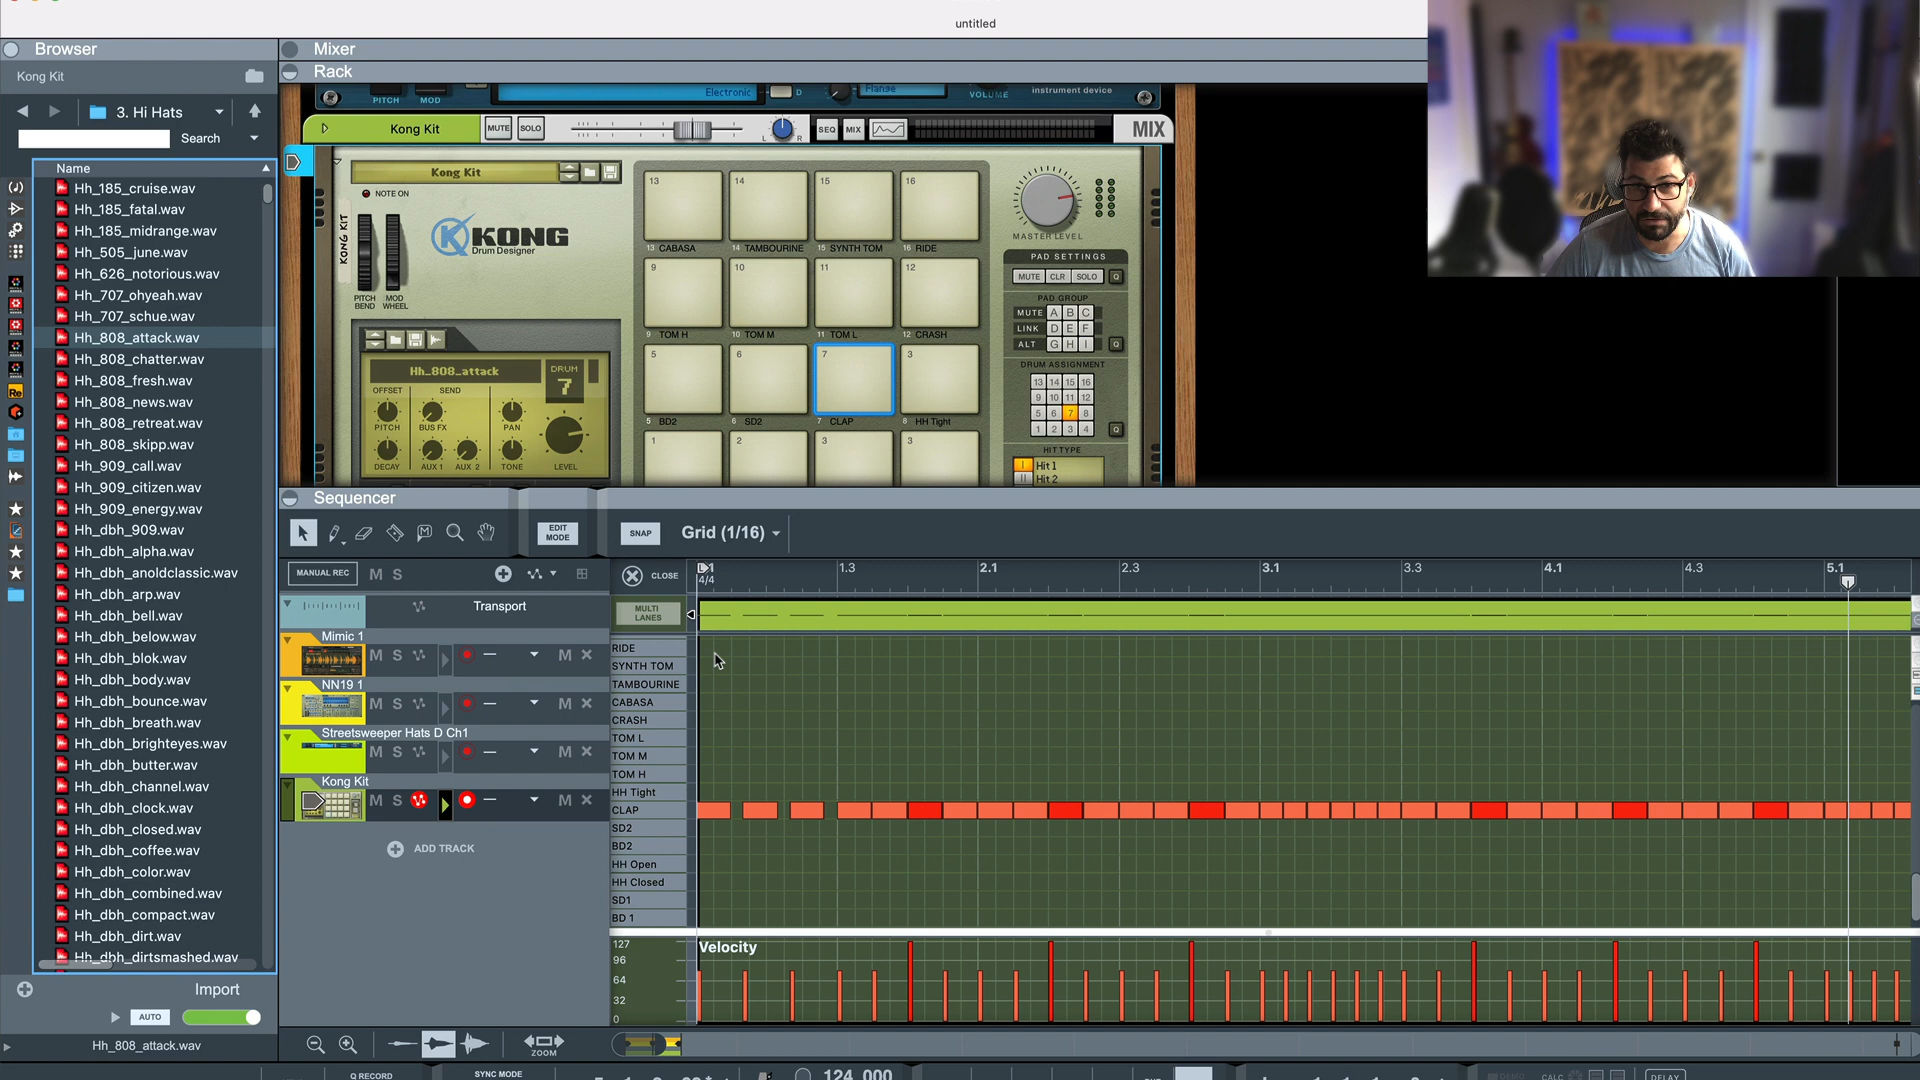 untitled
Browser
Mixer
Kong Kit
Rack
3. Hi Hats
Search
Name
Hh_185_cruise.wav
Hh_185_fatal.wav
Hh_185_midrange.wav
Hh_505_june.wav
Hh_626_notorious.wav
Hh_707_ohyeah.wav
Hh_707_schue.wav
Hh_808_attack.wav
Hh_808_chatter.wav
Hh_808_fresh.wav
Hh_808_news.wav
Hh_808_retreat.wav
Hh_808_skipp.wav
Hh_909_call.wav
Hh_909_citizen.wav
Hh_909_energy.wav
Hh_dbh_909.wav
Hh_dbh_alpha.wav
Hh_dbh_anoldclassic.wav
Hh_dbh_arp.wav
Hh_dbh_bell.wav
Hh_dbh_below.wav
Hh_dbh_blok.wav
Hh_dbh_body.wav
Hh_dbh_bounce.wav
Hh_dbh_breath.wav
Hh_dbh_brighteyes.wav
Hh_dbh_butter.wav
Hh_dbh_channel.wav
Hh_dbh_clock.wav
Hh_dbh_closed.wav
Hh_dbh_coffee.wav
Hh_dbh_color.wav
Hh_dbh_combined.wav
Hh_dbh_compact.wav
Hh_dbh_dirt.wav
Hh_dbh_dirtsmashed.wav
Import
AUTO
Hh_808_attack.wav
PITCH MOD
Electronic D
Flange
VOLUME
instrument device
Kong Kit MUTE SOLO L R SEQ MIX MIX
Kong Kit
NOTE ON
KONG KIT
KONG
Drum Designer
PITCH BEND
MOD WHEEL
Hh_808_attack
DRUM 7
OFFSET SEND
PITCH BUS FX PAN
DECAY AUX 1 AUX 2 TONE LEVEL
13 14 15 16
13 CABASA 14 TAMBOURINE 15 SYNTH TOM 16 RIDE
9 10 11 12
9 TOM H 10 TOM M 11 TOM L 12 CRASH
5 6 7 3
5 BD2 6 SD2 7 CLAP 8 HH Tight
1 2 3 3
MASTER LEVEL
PAD SETTINGS
MUTE CLR SOLO Q
PAD GROUP
MUTE A B C
LINK D E F
ALT G H I Q
DRUM ASSIGNMENT
13 14 15 16
9 10 11 12
5 6 7 8
1 2 3 4 Q
HIT TYPE
Hit 1
Hit 2
Sequencer
EDIT MODE
SNAP
Grid (1/16)
MANUAL REC M S
CLOSE
L 1 1.3 2.1 2.3 3.1 3.3 4.1 4.3 5.1
4/4
Transport
MULTI LANES
Mimic 1
M S M
NN19 1
M S M
Streetsweeper Hats D Ch1
M S M
Kong Kit
M S M
ADD TRACK
RIDE
SYNTH TOM
TAMBOURINE
CABASA
CRASH
TOM L
TOM M
TOM H
HH Tight
CLAP
SD2
BD2
HH Open
HH Closed
SD1
BD 1
127
96
64
32
0
Velocity
ZOOM
Q RECORD
SYNC MODE
124.000
CALC
DELAY